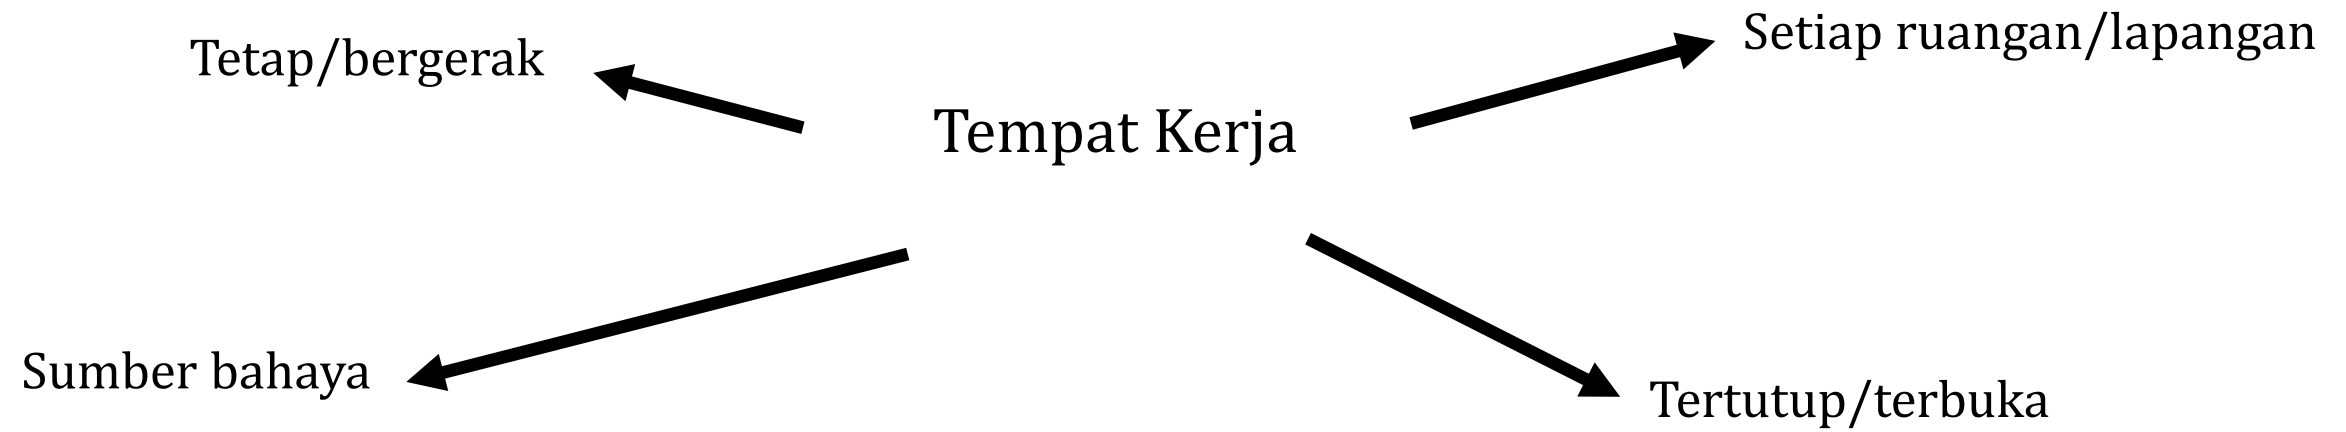 Tetap/bergerak
Setiap ruangan/lapangan
Tempat Kerja
Sumber bahaya
Tertutup/terbuka